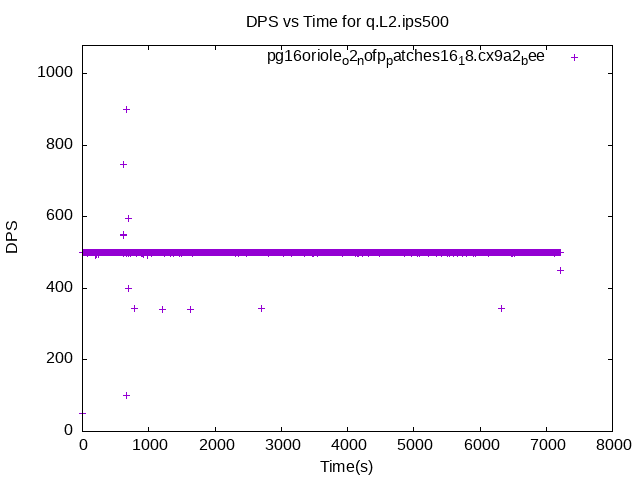 DPS vs Time for q.L2.ips500
pg16oriole_o2_nofp_patches16_18.cx9a2_bee
1000
800
600
400
200
0
DPS
0 1000 2000 3000 4000 5000 6000 7000 8000
Time(s)